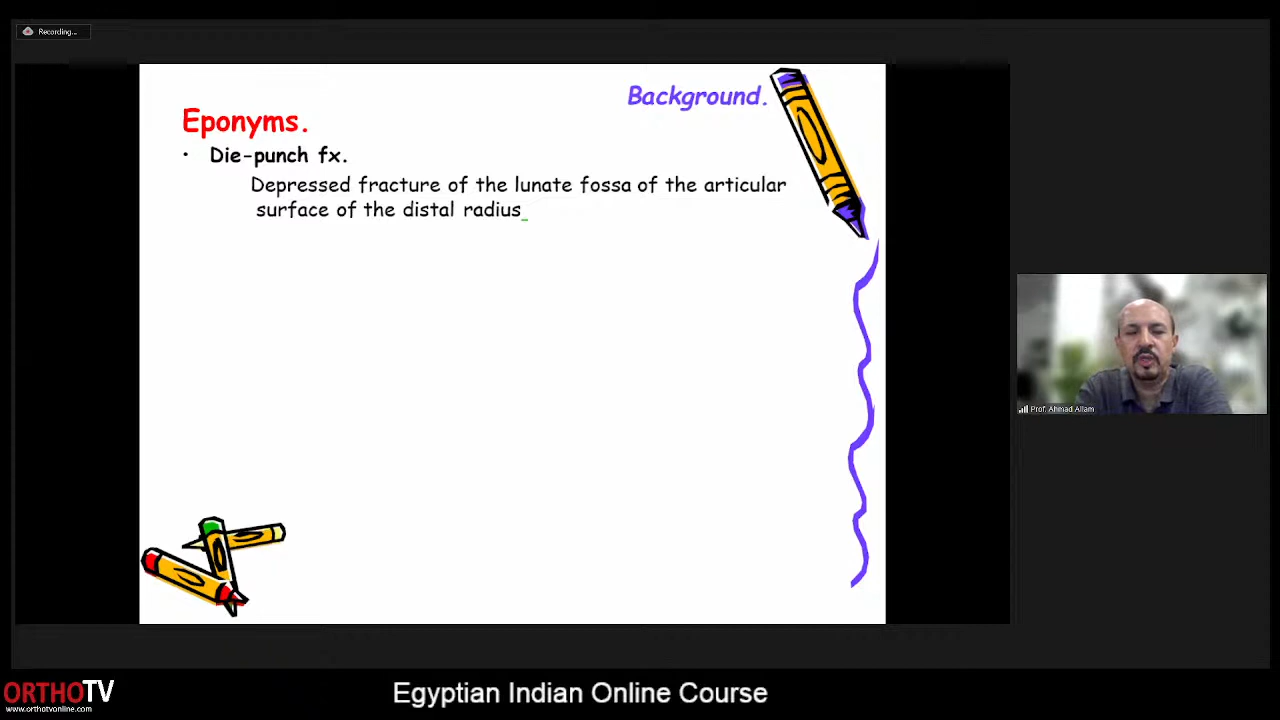 Recording...
Background.
Eponyms.
• Die-punch fx.
Depressed fracture of the lunate fossa of the articular
surface of the distal radius_
Prof. Ahmad Allam
ORTHOTV
www.orthotvonline.com
Egyptian Indian Online Course